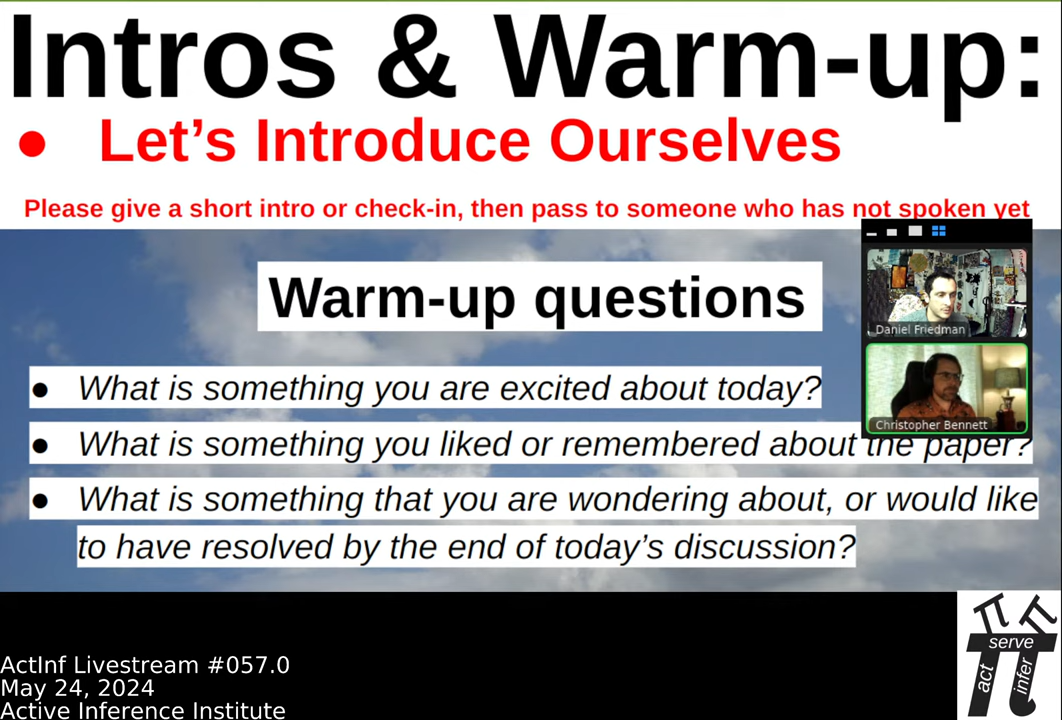 Intros & Warm-up:
● Let’s Introduce Ourselves
Please give a short intro or check-in, then pass to someone who has not spoken yet
Warm-up questions
● What is something you are excited about today?
● What is something you liked or remembered about the paper?
● What is something that you are wondering about, or would like
to have resolved by the end of today’s discussion?
Daniel Friedman
Christopher Bennett
ActInf Livestream #057.0
May 24, 2024
Active Inference Institute
serve
act
infer